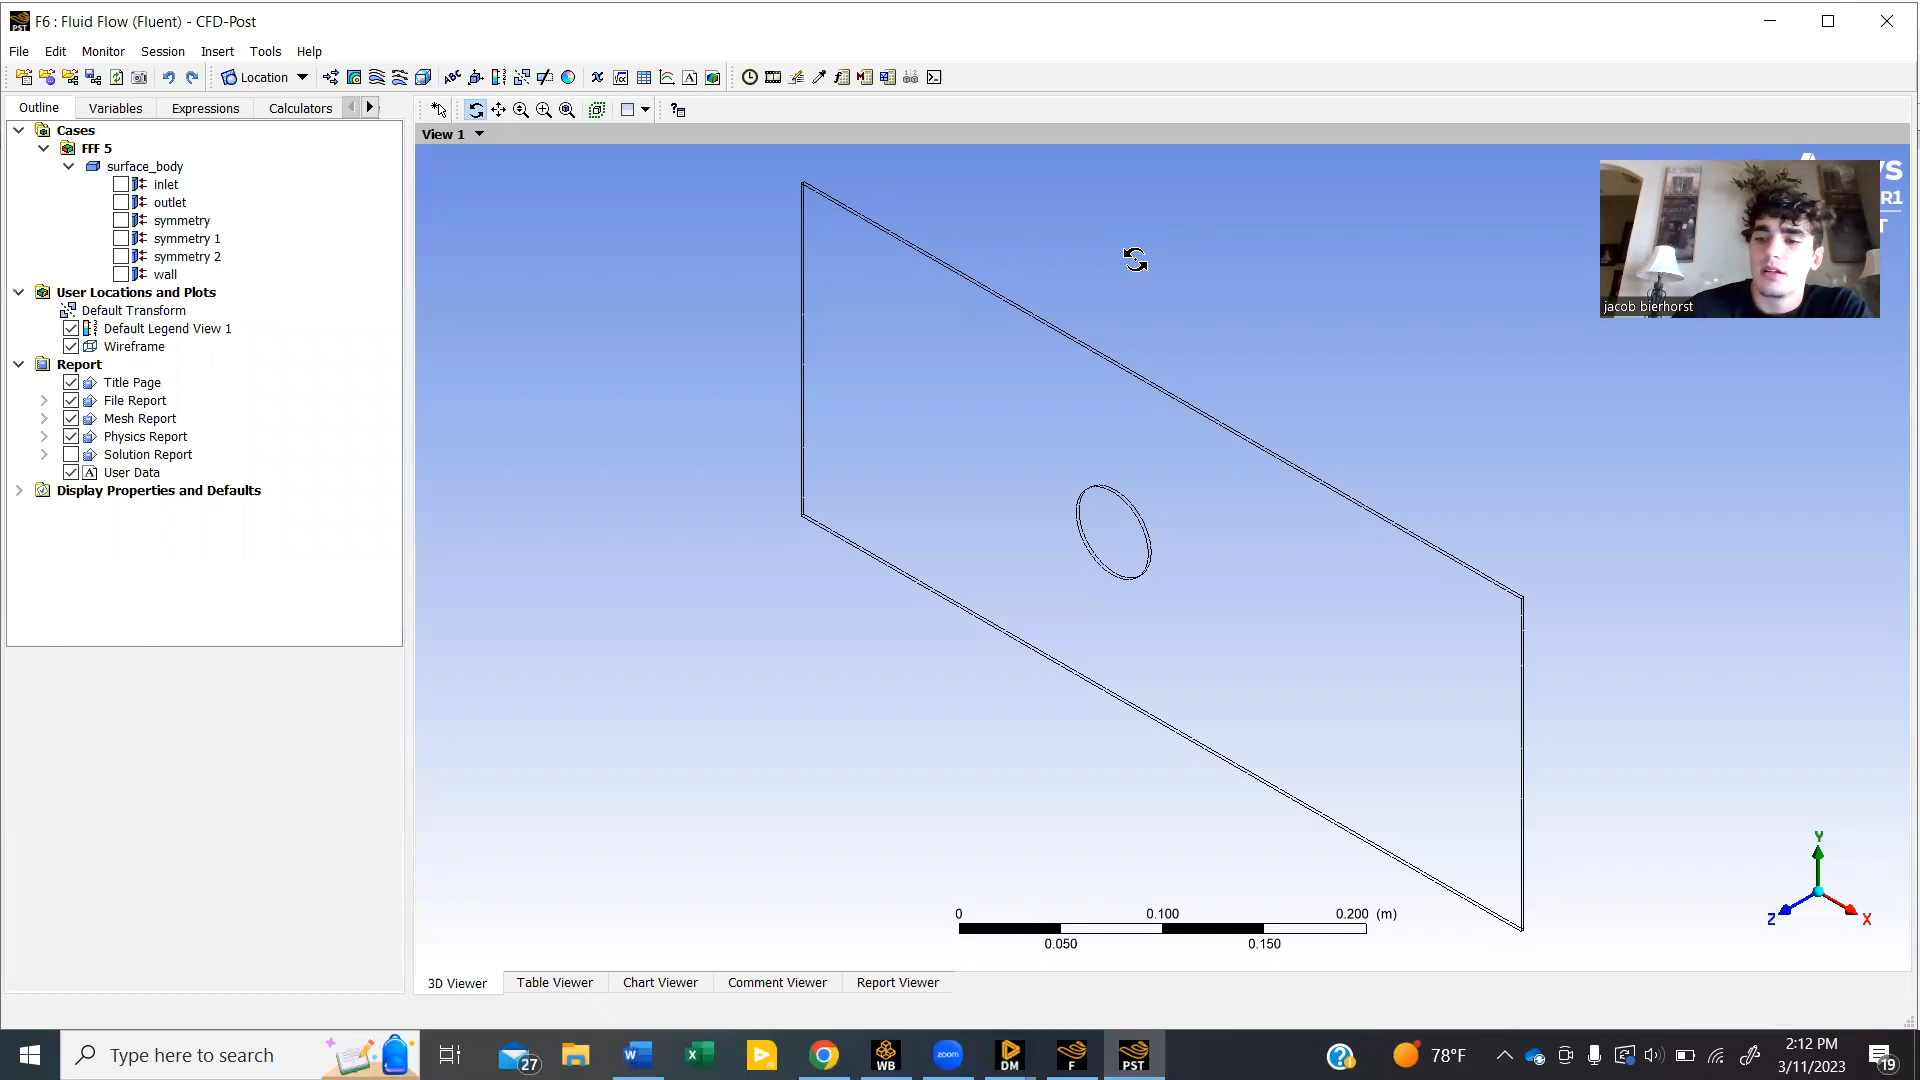 F6 : Fluid Flow (Fluent) - CFD-Post
File Edit Monitor Session Insert Tools Help
Location
Outline Variables Expressions Calculators
View 1
Cases
FFF 5
surface_body
inlet
outlet
symmetry
symmetry 1
symmetry 2
wall
User Locations and Plots
Default Transform
Default Legend View 1
Wireframe
Report
Title Page
File Report
Mesh Report
Physics Report
Solution Report
User Data
Display Properties and Defaults
R1
jacob bierhorst
Y
Z
X
0 0.100 0.200 (m)
0.050 0.150
3D Viewer Table Viewer Chart Viewer Comment Viewer Report Viewer
Type here to search
27
WB
zoom
DM
F
PST
78°F
2:12 PM
3/11/2023
19